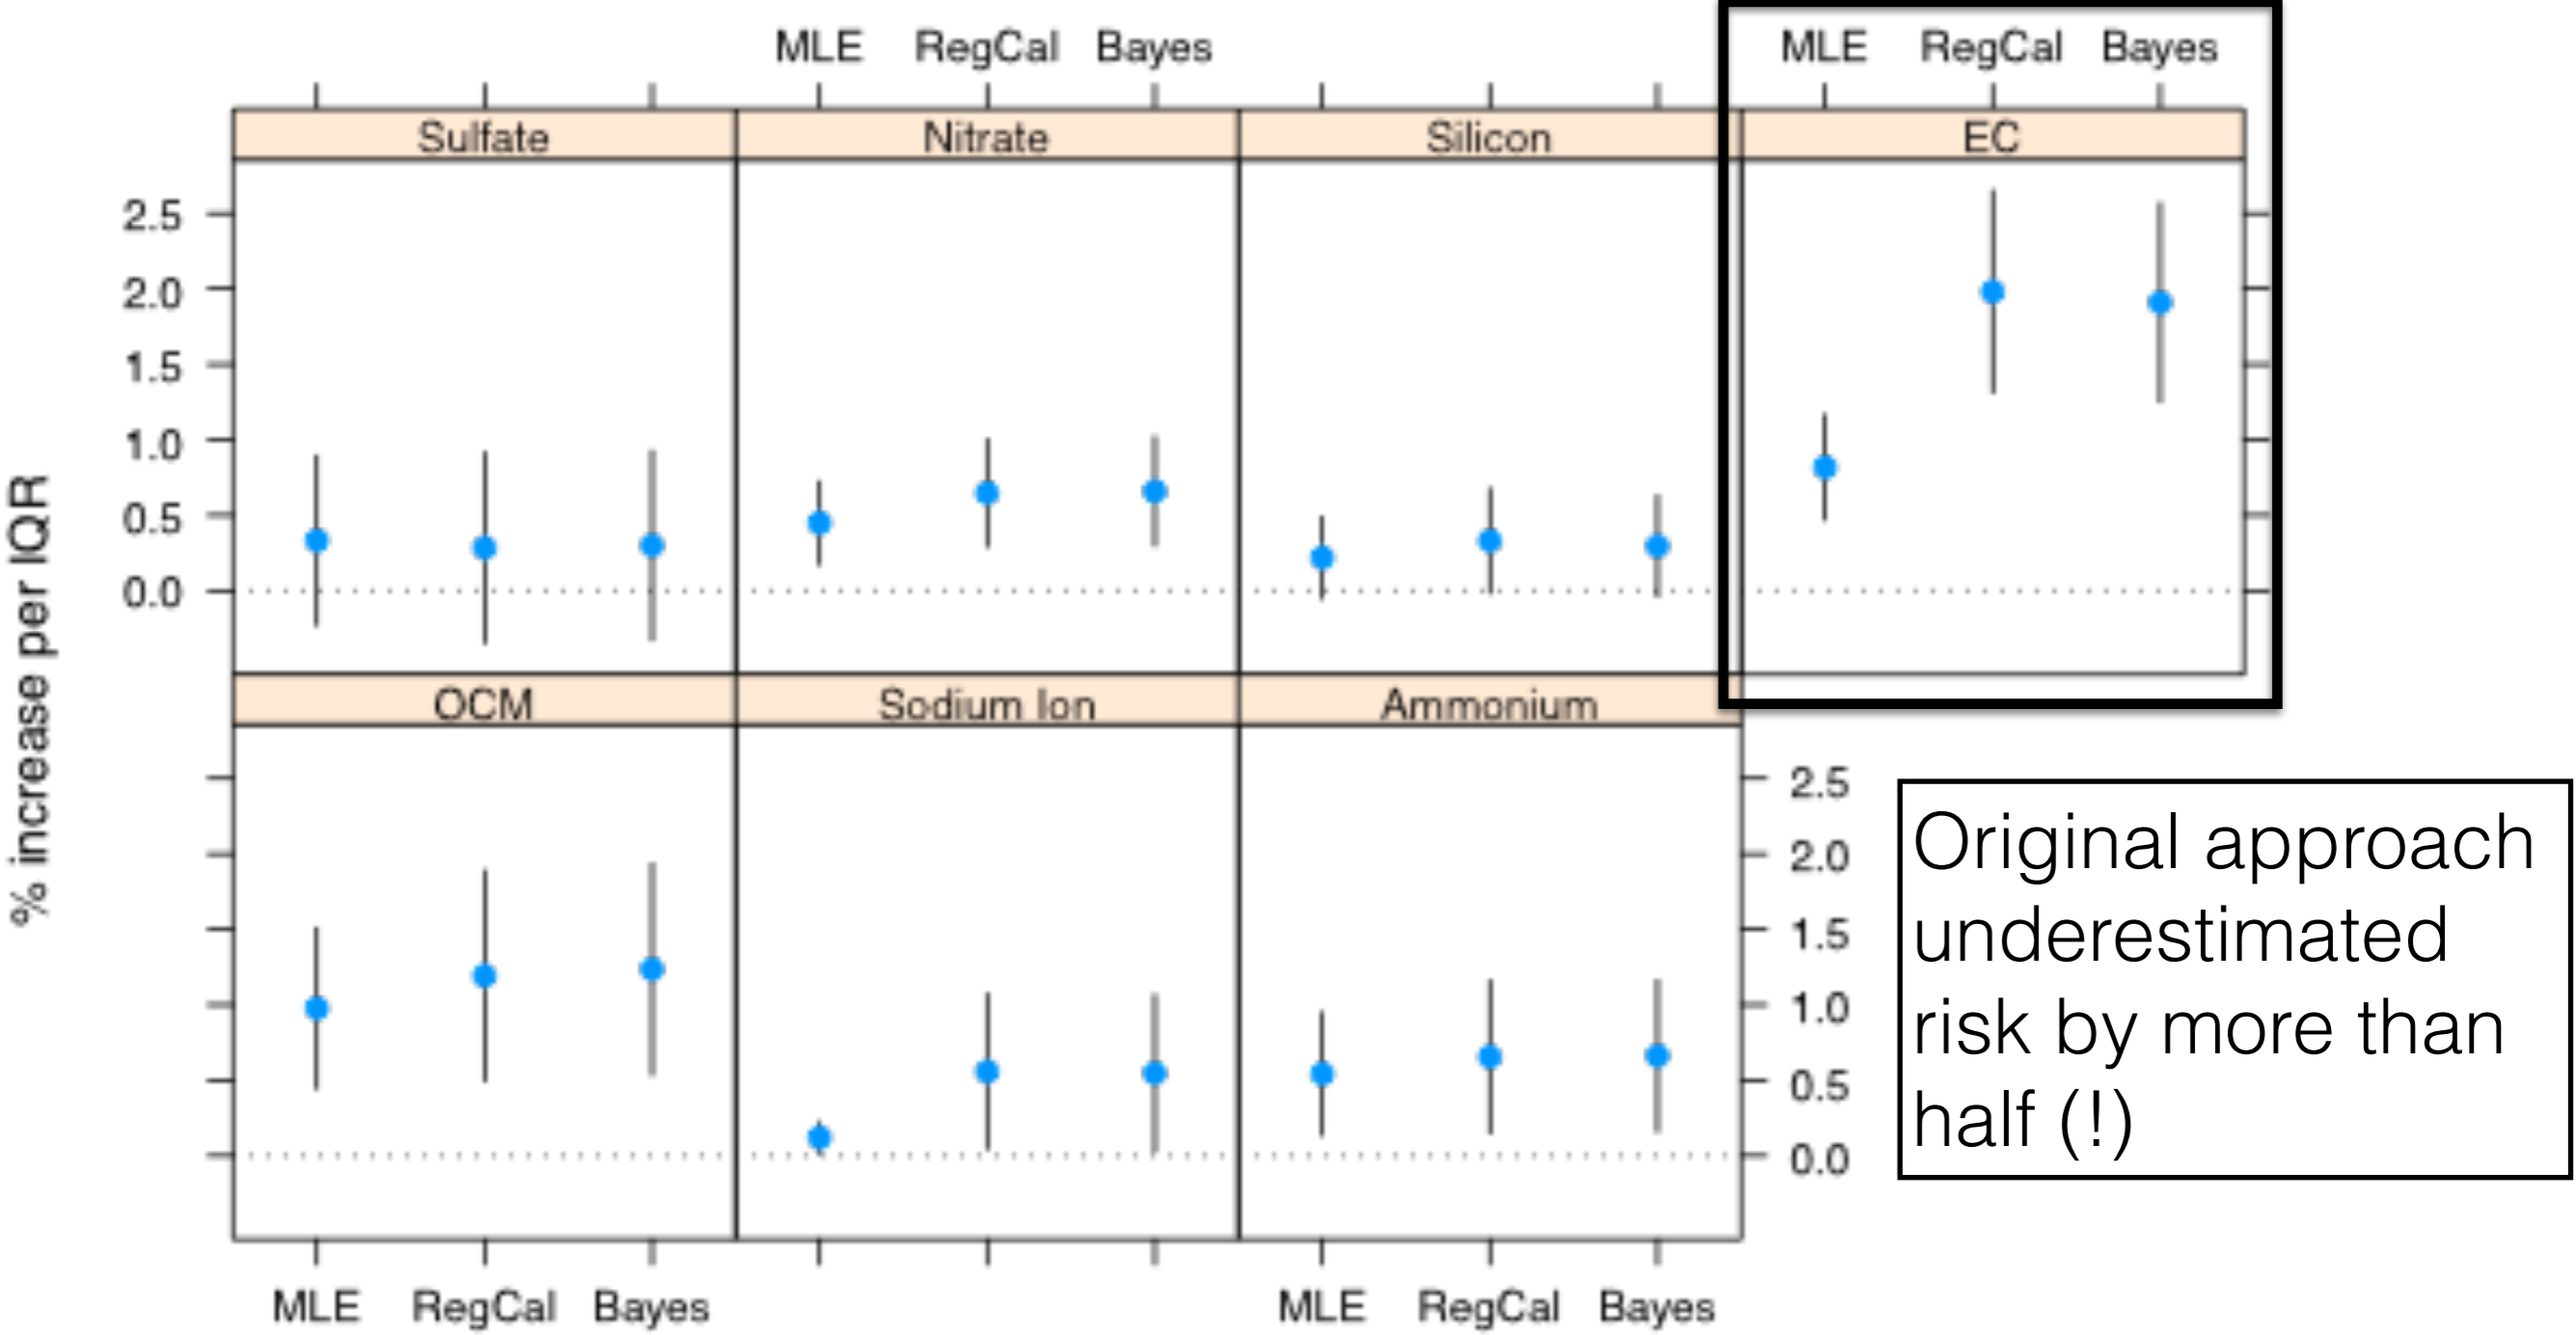 MLE RegCal Bayes MLE RegCal Bayes
Sulfate Nitrate Silicon EC
2.5
2.0
1.5
1.0
0.5
0.0
% increase per IQR
OCM Sodium Ion Ammonium
2.5
2.0
1.5
1.0
0.5
0.0
Original approach
underestimated
risk by more than
half (!)
MLE RegCal Bayes MLE RegCal Bayes